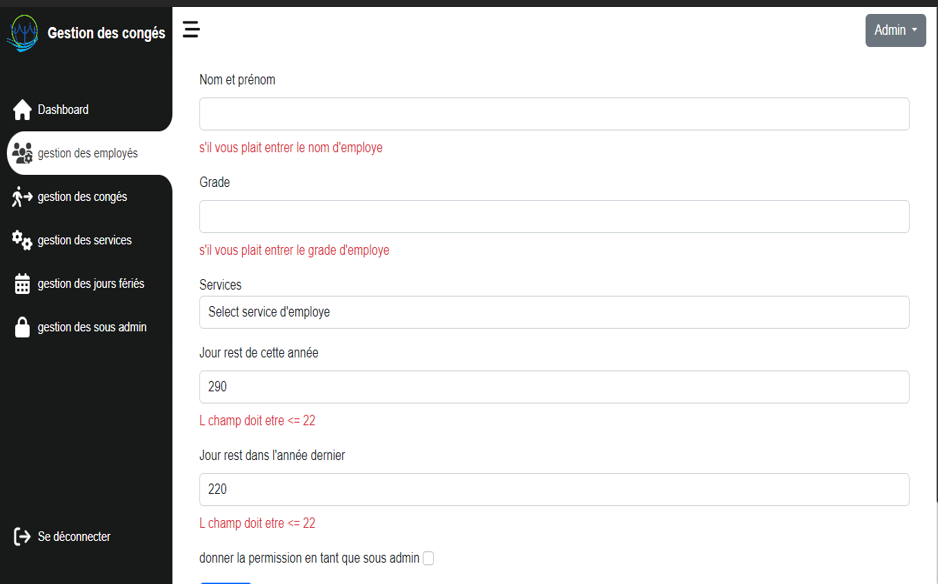 Gestion des congés
Admin
Dashboard
gestion des employés
gestion des congés
gestion des services
gestion des jours fériés
gestion des sous admin
Se déconnecter
Nom et prénom
s'il vous plait entrer le nom d'employe
Grade
s'il vous plait entrer le grade d'employe
Services
Select service d'employe
Jour rest de cette année
290
L champ doit etre <= 22
Jour rest dans l'année dernier
220
L champ doit etre <= 22
donner la permission en tant que sous admin